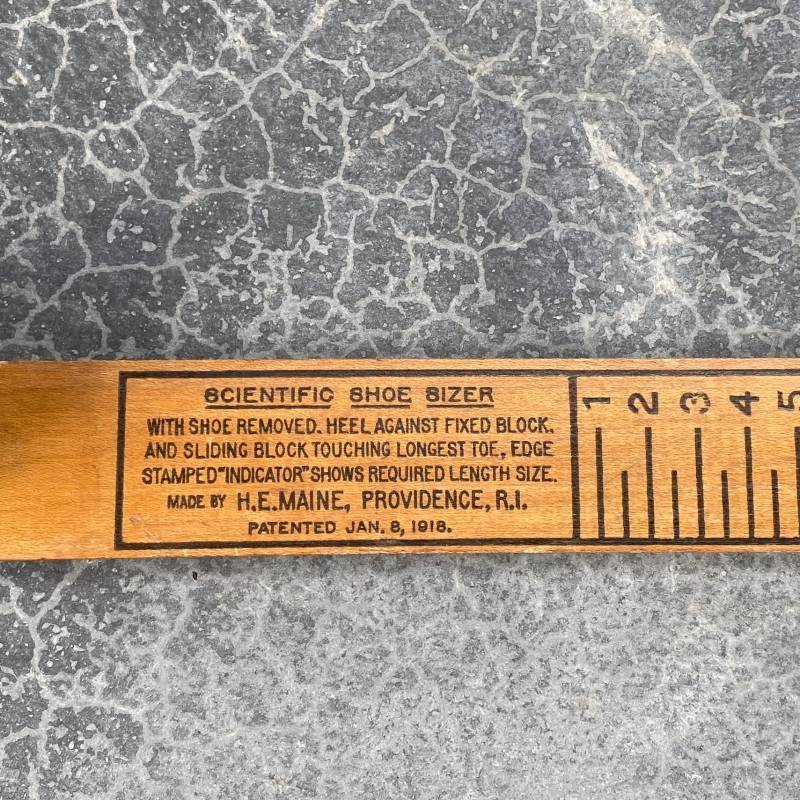 SCIENTIFIC SHOE SIZER
WITH SHOE REMOVED. HEEL AGAINST FIXED BLOCK.
AND SLIDING BLOCK TOUCHING LONGEST TOE, EDGE
STAMPED "INDICATOR" SHOWS REQUIRED LENGTH SIZE.
MADE BY H.E. MAINE, PROVIDENCE, R.I.
PATENTED JAN. 8, 1918.
1 2 3 4 5